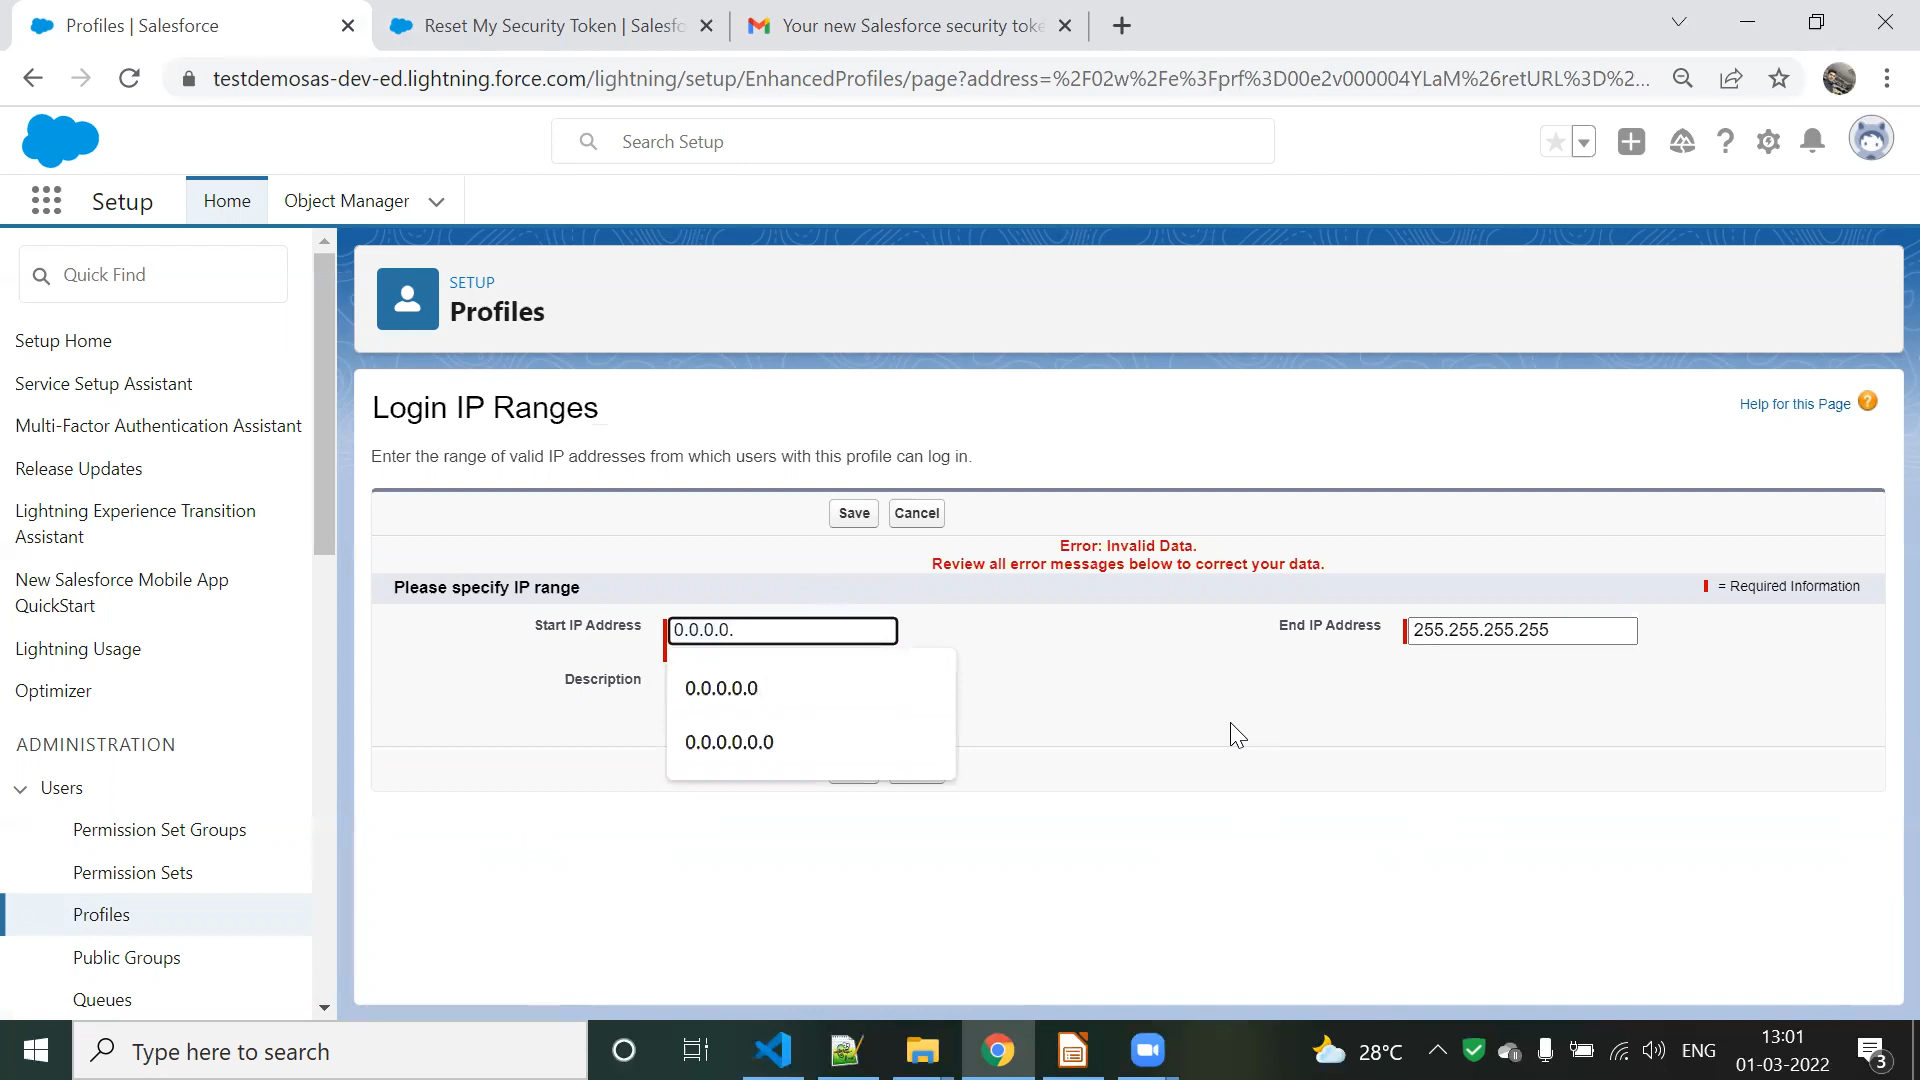 Profiles | Salesforce
Reset My Security Token | Salesfo
Your new Salesforce security toke
testdemosas-dev-ed.lightning.force.com/lightning/setup/EnhancedProfiles/page?address=%2F02w%2Fe%3Fprf%3D00e2v000004YLaM%26retURL%3D%2...
Search Setup
Setup
Home
Object Manager
Quick Find
Setup Home
Service Setup Assistant
Multi-Factor Authentication Assistant
Release Updates
Lightning Experience Transition
Assistant
New Salesforce Mobile App
QuickStart
Lightning Usage
Optimizer
ADMINISTRATION
Users
Permission Set Groups
Permission Sets
Profiles
Public Groups
Queues
SETUP
Profiles
Login IP Ranges
Help for this Page ?
Enter the range of valid IP addresses from which users with this profile can log in.
Save Cancel
Error: Invalid Data.
Review all error messages below to correct your data.
Please specify IP range
= Required Information
Start IP Address 0.0.0.0.
End IP Address 255.255.255.255
Description
0.0.0.0.0
0.0.0.0.0.0
Type here to search
28°C
ENG
13:01
01-03-2022
3